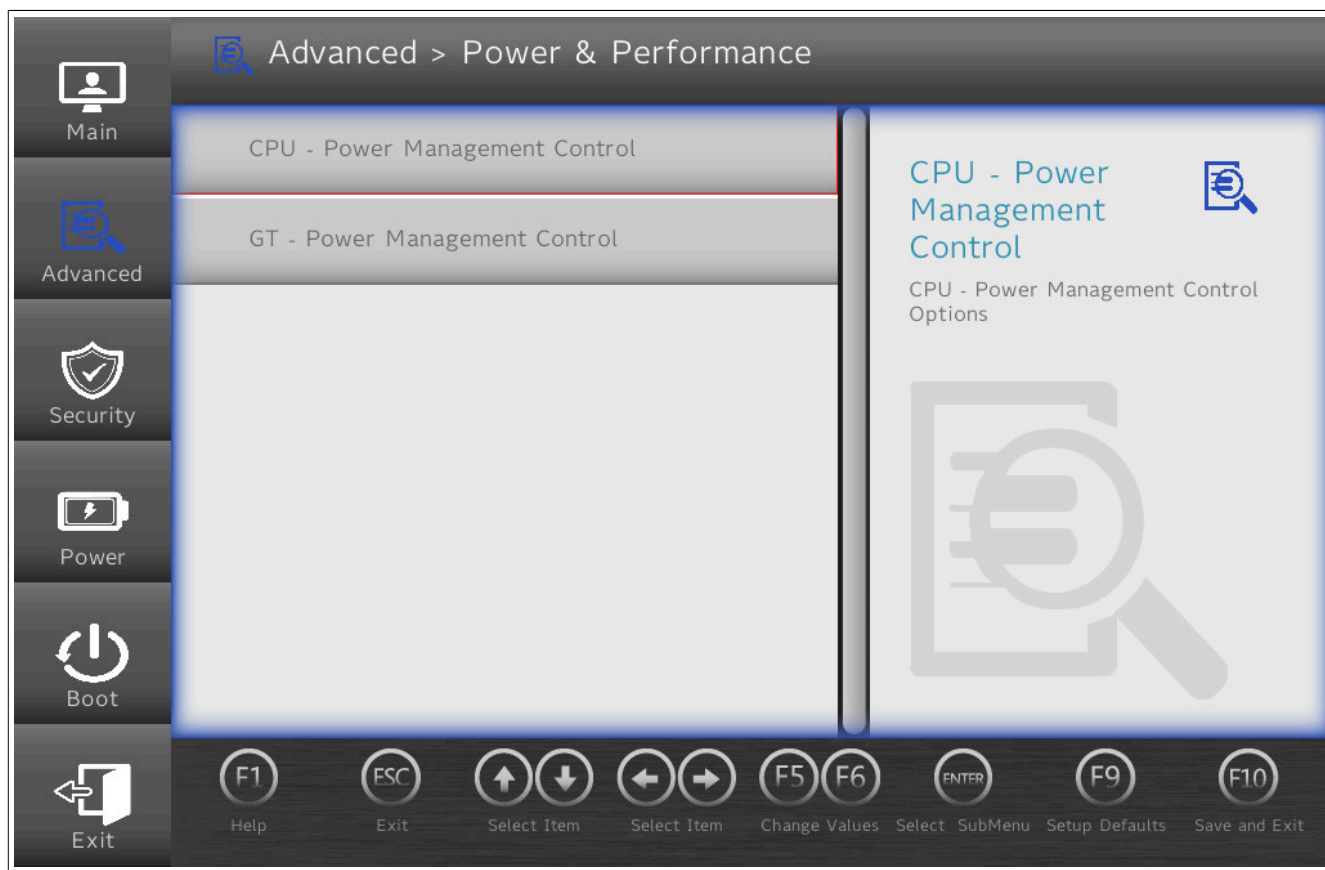 Advanced > Power & Performance
Main
Advanced
Security
Power
Boot
Exit
CPU - Power Management Control
GT - Power Management Control
CPU - Power
Management
Control
CPU - Power Management Control
Options
F1
ESC
F5
F6
ENTER
F9
F10
Help
Exit
Select Item
Select Item
Change Values
Select SubMenu
Setup Defaults
Save and Exit